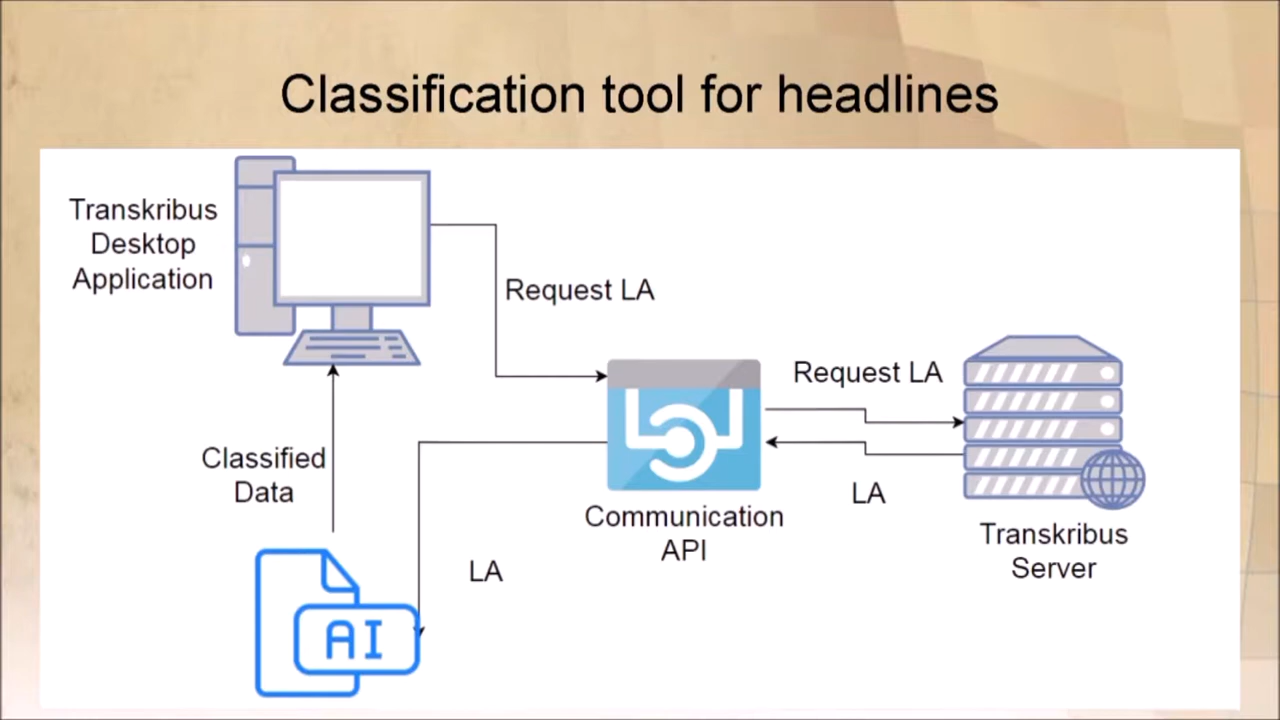 Classification tool for headlines
Transkribus
Desktop
Application
Request LA
Request LA
Classified
Data
LA
Communication
API
Transkribus
Server
LA
AI